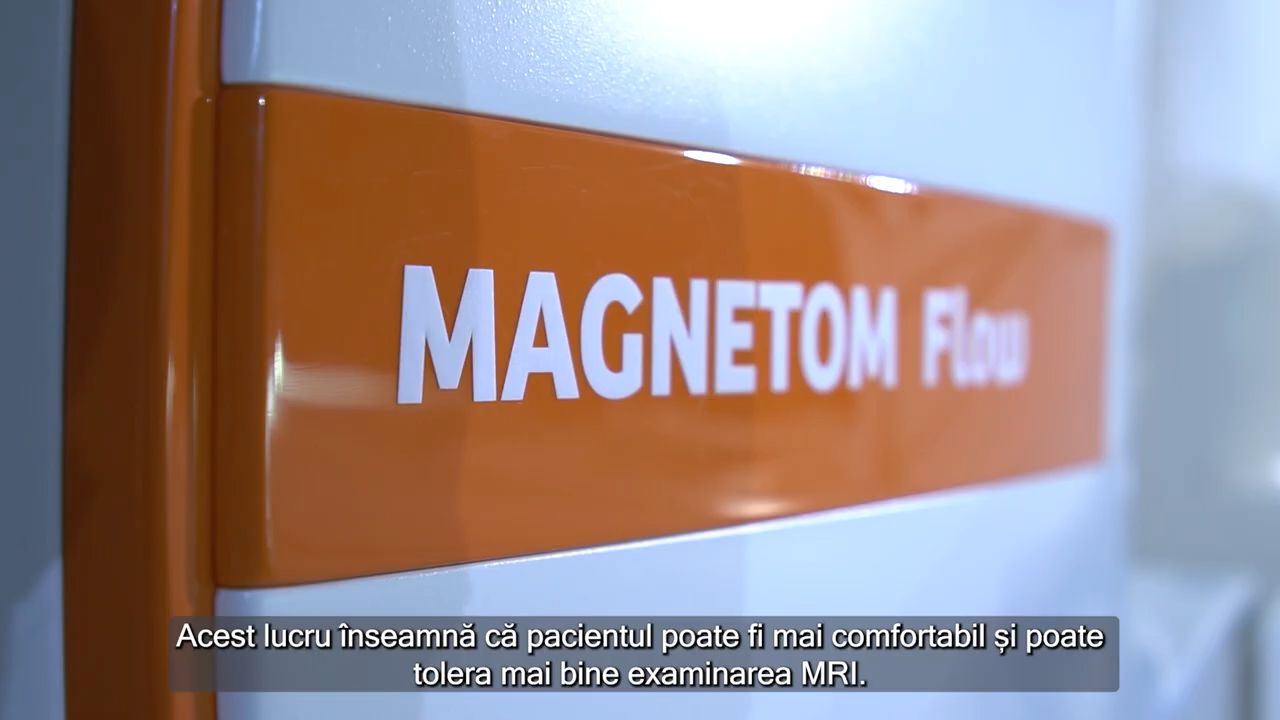 MAGNETOM Flow
Acest lucru înseamnă că pacientul poate fi mai comfortabil și poate
tolera mai bine examinarea MRI.